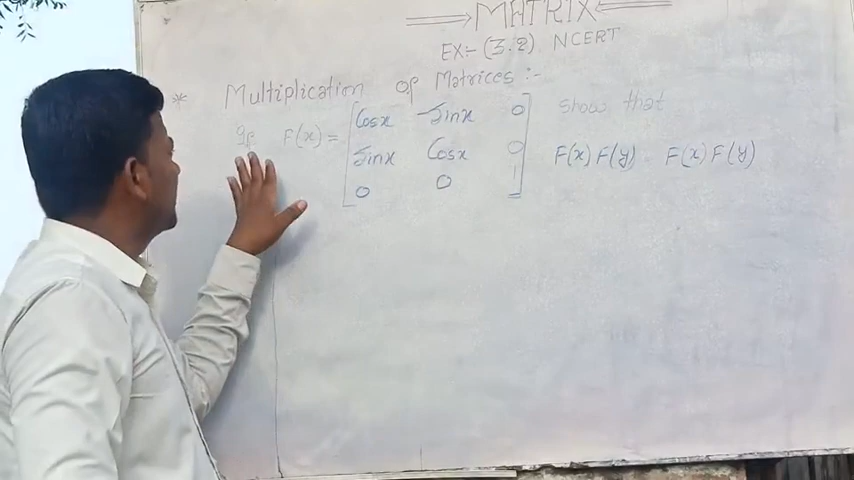 MATRIX
EX:- (3.2) NCERT
* Multiplication of Matrices :-
If F(x) = [ Cosx -Sinx 0 show that
Sinx Cosx 0 F(x) F(y) F(x) F(y)
0 0 1 ]